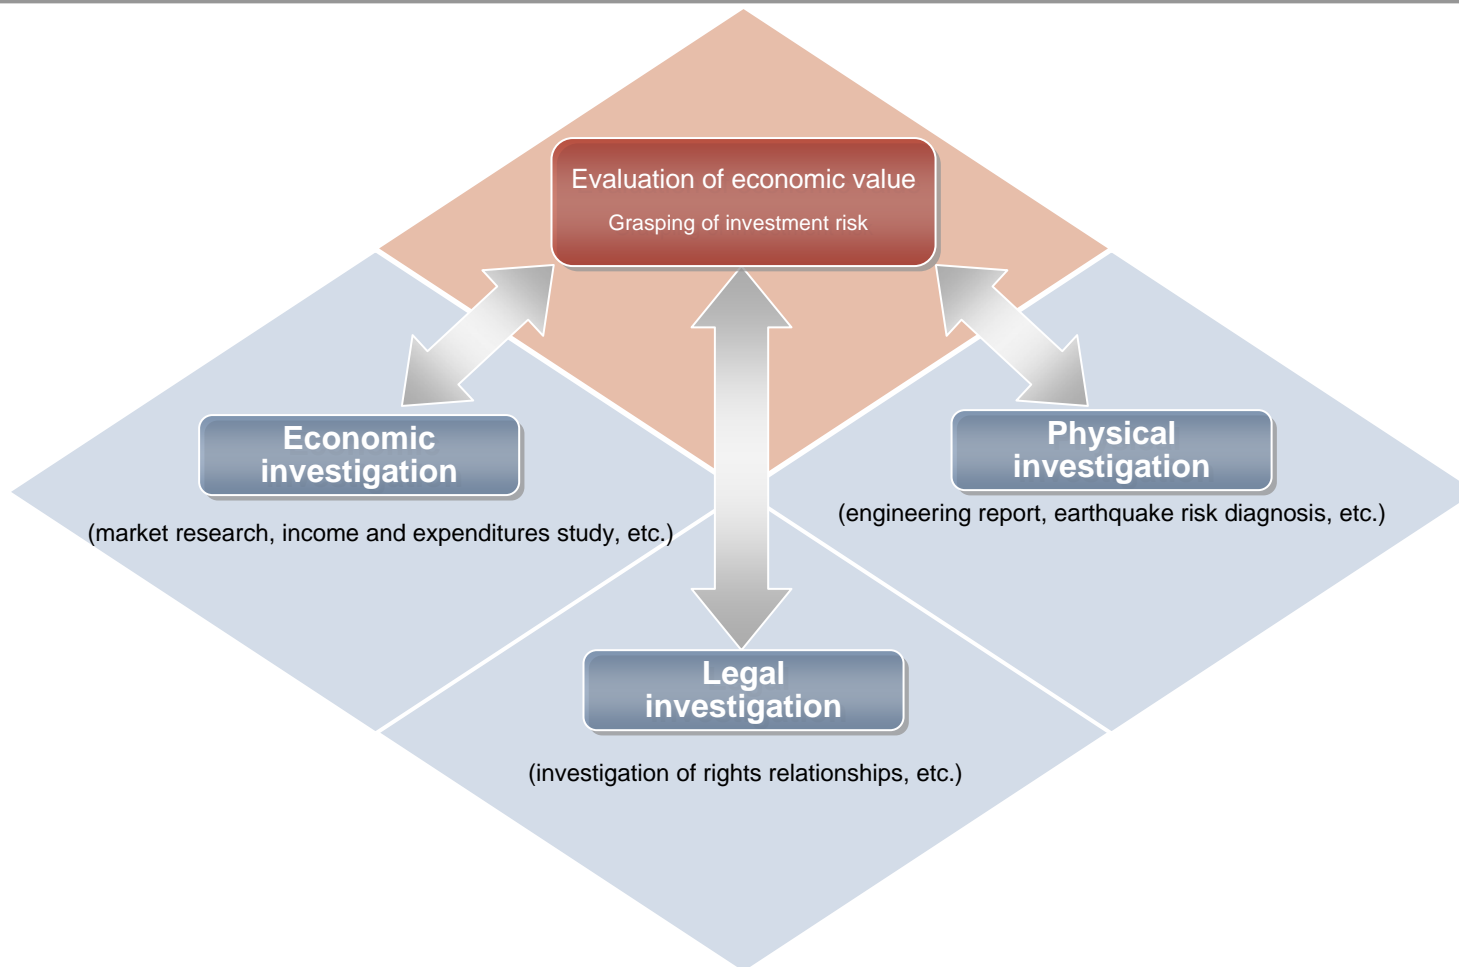 Evaluation of economic value
Grasping of investment risk
Economic
investigation
(market research, income and expenditures study, etc.)
Physical
investigation
(engineering report, earthquake risk diagnosis, etc.)
Legal
investigation
(investigation of rights relationships, etc.)